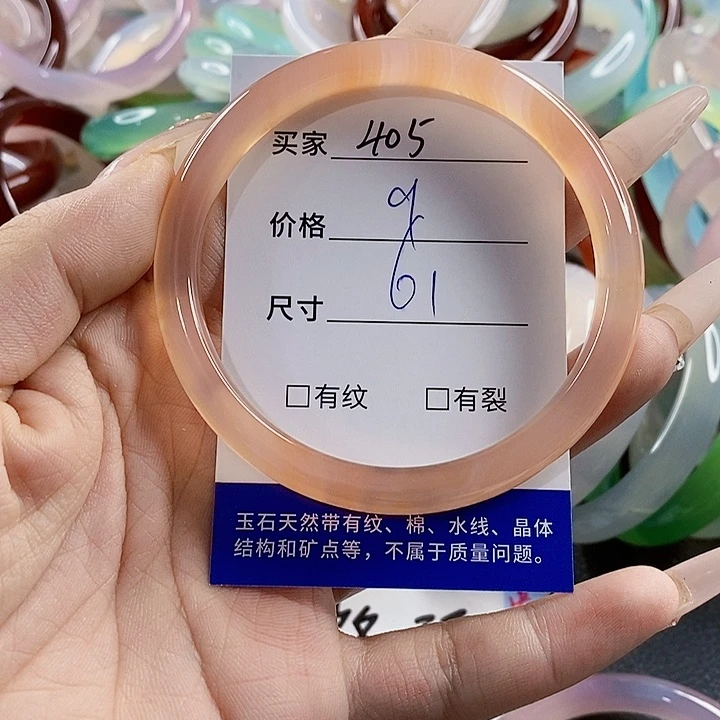 买家 405
价格
尺寸 61
□有纹 □有裂
玉石天然带有纹、棉、水线、晶体
结构和矿点等，不属于质量问题。